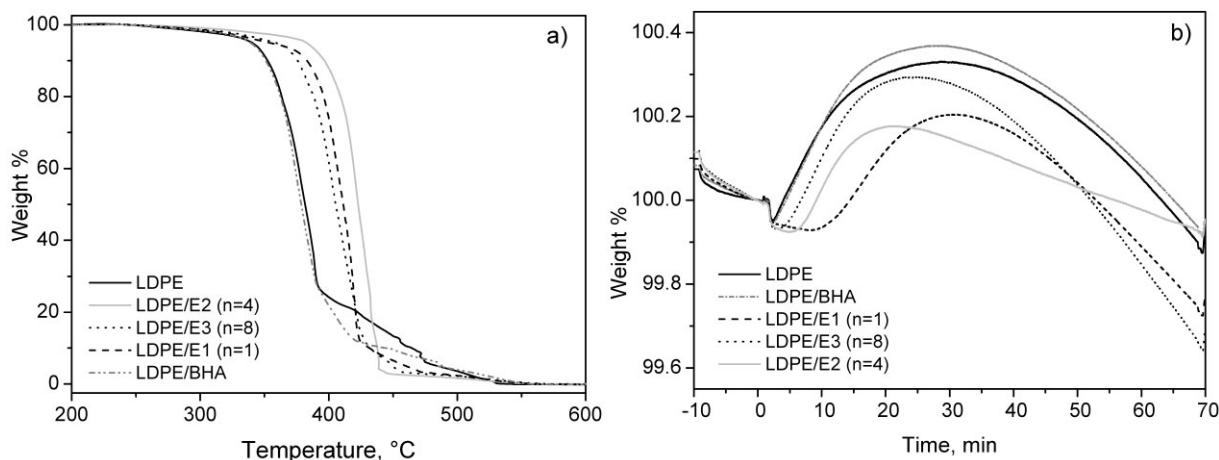 a)
100
80
60
40
20
0
Weight %
LDPE
LDPE/E2 (n=4)
LDPE/E3 (n=8)
LDPE/E1 (n=1)
LDPE/BHA
200 300 400 500 600
Temperature, °C
b)
100.4
100.2
100.0
99.8
99.6
Weight %
LDPE
LDPE/BHA
LDPE/E1 (n=1)
LDPE/E3 (n=8)
LDPE/E2 (n=4)
-10 0 10 20 30 40 50 60 70
Time, min